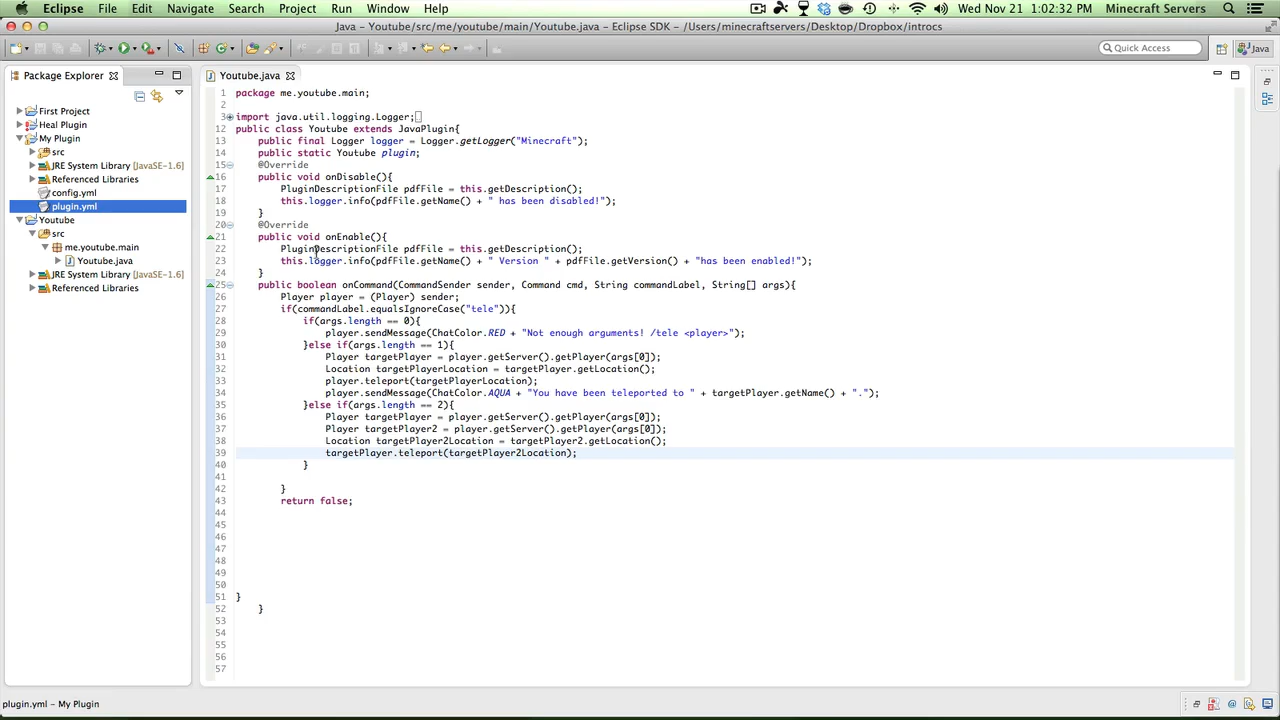 Eclipse File Edit Navigate Search Project Run Window Help Wed Nov 21 1:02:32 PM Minecraft Servers
Java - Youtube/src/me/youtube/main/Youtube.java - Eclipse SDK - /Users/minecraftservers/Desktop/Dropbox/introcs
Quick Access Java
Package Explorer
First Project
Heal Plugin
My Plugin
src
JRE System Library [JavaSE-1.6]
Referenced Libraries
config.yml
plugin.yml
Youtube
src
me.youtube.main
Youtube.java
JRE System Library [JavaSE-1.6]
Referenced Libraries
Youtube.java
1 package me.youtube.main;
2
3 import java.util.logging.Logger;
12 public class Youtube extends JavaPlugin{
13 public final Logger logger = Logger.getLogger("Minecraft");
14 public static Youtube plugin;
15 @Override
16 public void onDisable(){
17 PluginDescriptionFile pdfFile = this.getDescription();
18 this.logger.info(pdfFile.getName() + " has been disabled!");
19 }
20 @Override
21 public void onEnable(){
22 PluginDescriptionFile pdfFile = this.getDescription();
23 this.logger.info(pdfFile.getName() + " Version " + pdfFile.getVersion() + "has been enabled!");
24 }
25 public boolean onCommand(CommandSender sender, Command cmd, String commandLabel, String[] args){
26 Player player = (Player) sender;
27 if(commandLabel.equalsIgnoreCase("tele")){
28 if(args.length == 0){
29 player.sendMessage(ChatColor.RED + "Not enough arguments! /tele <player>");
30 }else if(args.length == 1){
31 Player targetPlayer = player.getServer().getPlayer(args[0]);
32 Location targetPlayerLocation = targetPlayer.getLocation();
33 player.teleport(targetPlayerLocation);
34 player.sendMessage(ChatColor.AQUA + "You have been teleported to " + targetPlayer.getName() + ".");
35 }else if(args.length == 2){
36 Player targetPlayer = player.getServer().getPlayer(args[0]);
37 Player targetPlayer2 = player.getServer().getPlayer(args[0]);
38 Location targetPlayer2Location = targetPlayer2.getLocation();
39 targetPlayer.teleport(targetPlayer2Location);
40 }
41
42 }
43 return false;
44
45
46
47
48
49
50
51 }
52 }
53
54
55
56
57
plugin.yml - My Plugin